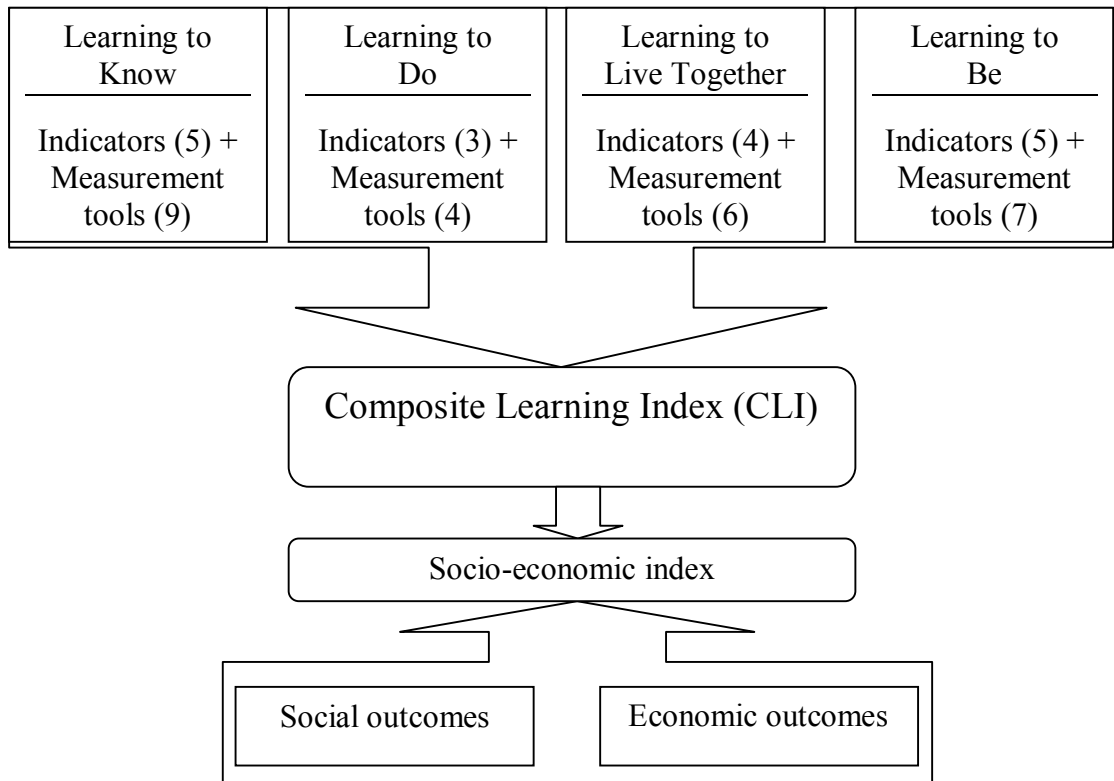 Learning to
Know
Indicators (5) +
Measurement
tools (9)
Learning to
Do
Indicators (3) +
Measurement
tools (4)
Learning to
Live Together
Indicators (4) +
Measurement
tools (6)
Learning to
Be
Indicators (5) +
Measurement
tools (7)
Composite Learning Index (CLI)
Socio-economic index
Social outcomes
Economic outcomes